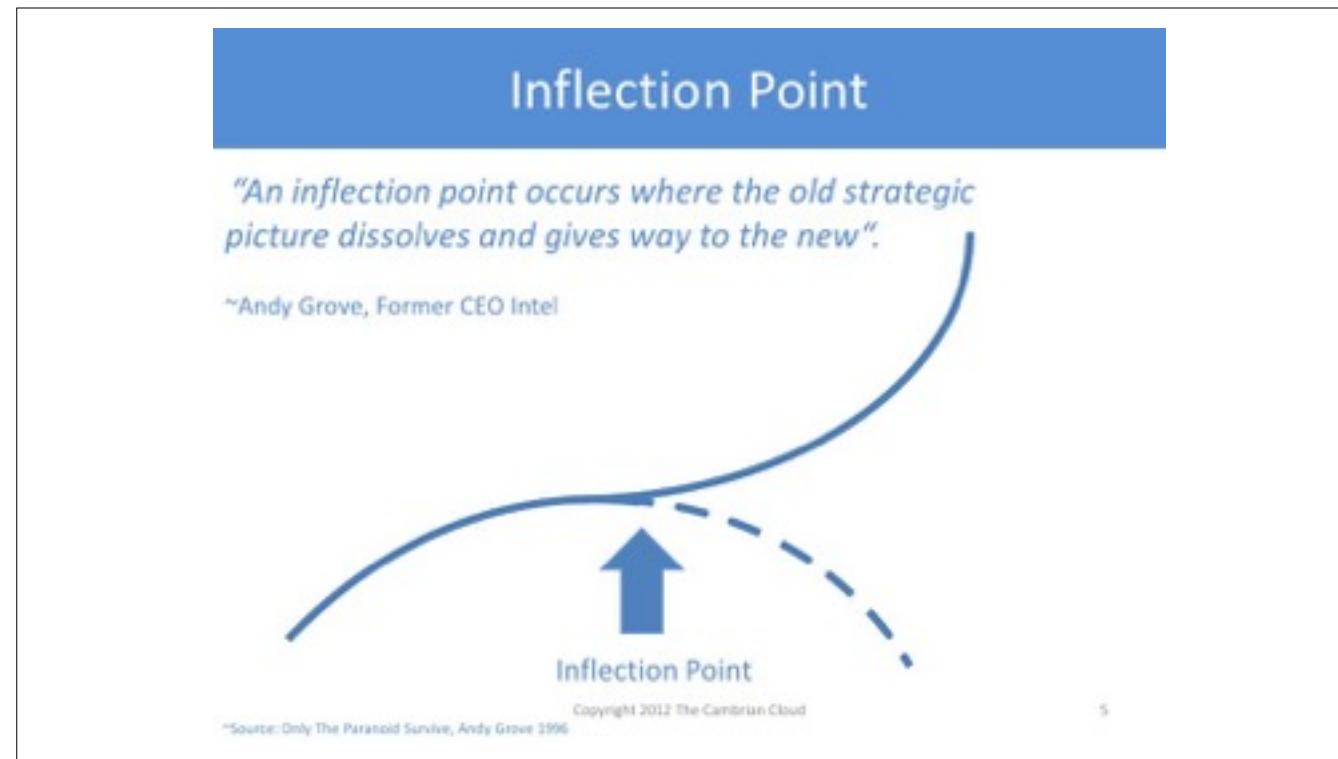 Inflection Point
"An inflection point occurs where the old strategic
picture dissolves and gives way to the new“.
~Andy Grove, Former CEO Intel
Inflection Point
Copyright 2012 The Cambrian Cloud
5
~Source: Only The Paranoid Survive, Andy Grove 1996